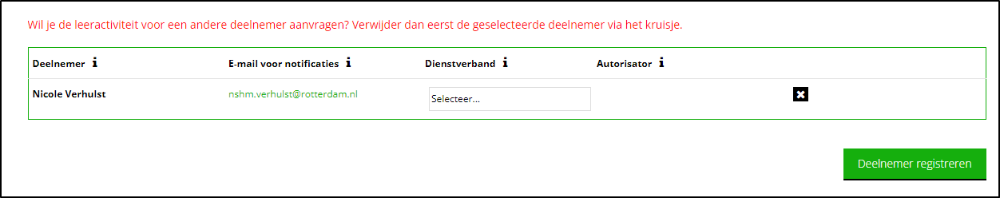 Wil je de leeractiviteit voor een andere deelnemer aanvragen? Verwijder dan eerst de geselecteerde deelnemer via het kruisje.
Deelnemer i E-mail voor notificaties i Dienstverband i Autorisator i
Nicole Verhulst nshm.verhulst@rotterdam.nl Selecteer...
Deelnemer registreren